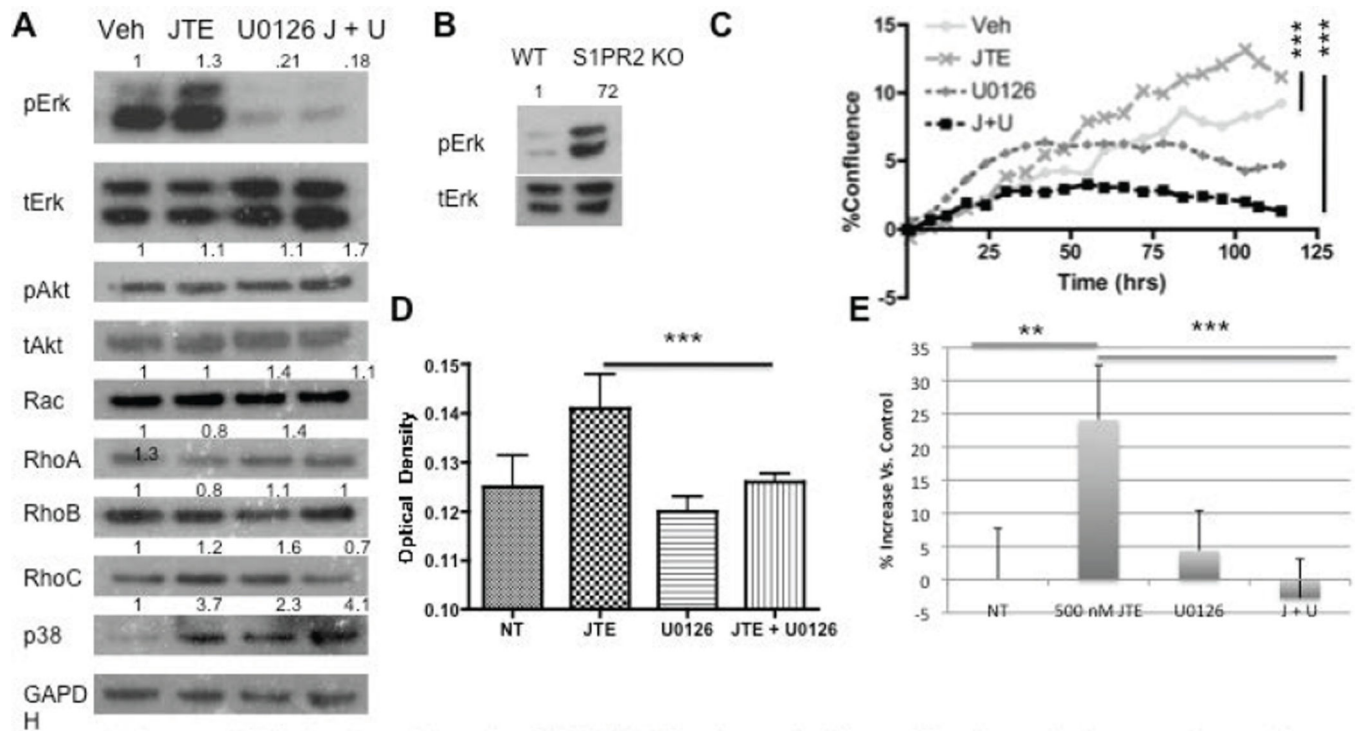 A
Veh JTE U0126 J + U
1 1.3 .21 .18
pErk
tErk
1 1.1 1.1 1.7
pAkt
tAkt
1 1 1.4 1.1
Rac
1 0.8 1.4
RhoA
1.3
1 0.8 1.1 1
RhoB
1 1.2 1.6 0.7
RhoC
1 3.7 2.3 4.1
p38
GAPD
H
B
WT S1PR2 KO
1 72
pErk
tErk
C
%Confluence
15
10
5
0
-5
Veh
JTE
U0126
J+U
25 50 75 100 125
Time (hrs)
***
***
D
***
Optical Density
0.15
0.14
0.13
0.12
0.11
0.10
NT JTE U0126 JTE + U0126
E
** ***
% Increase Vs. Control
35
30
25
20
15
10
5
0
-5
NT 500 nM JTE U0126 J + U